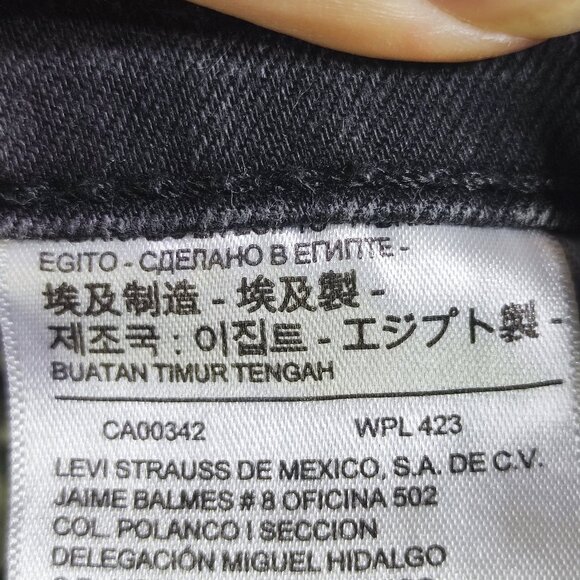 EGITO - СДЕЛАНО В ЕГИПТЕ -
埃及制造 - 埃及製 -
제조국 : 이집트 - エジプト製 -
BUATAN TIMUR TENGAH
CA00342 WPL 423
LEVI STRAUSS DE MEXICO, S.A. DE C.V.
JAIME BALMES # 8 OFICINA 502
COL. POLANCO I SECCION
DELEGACIÓN MIGUEL HIDALGO